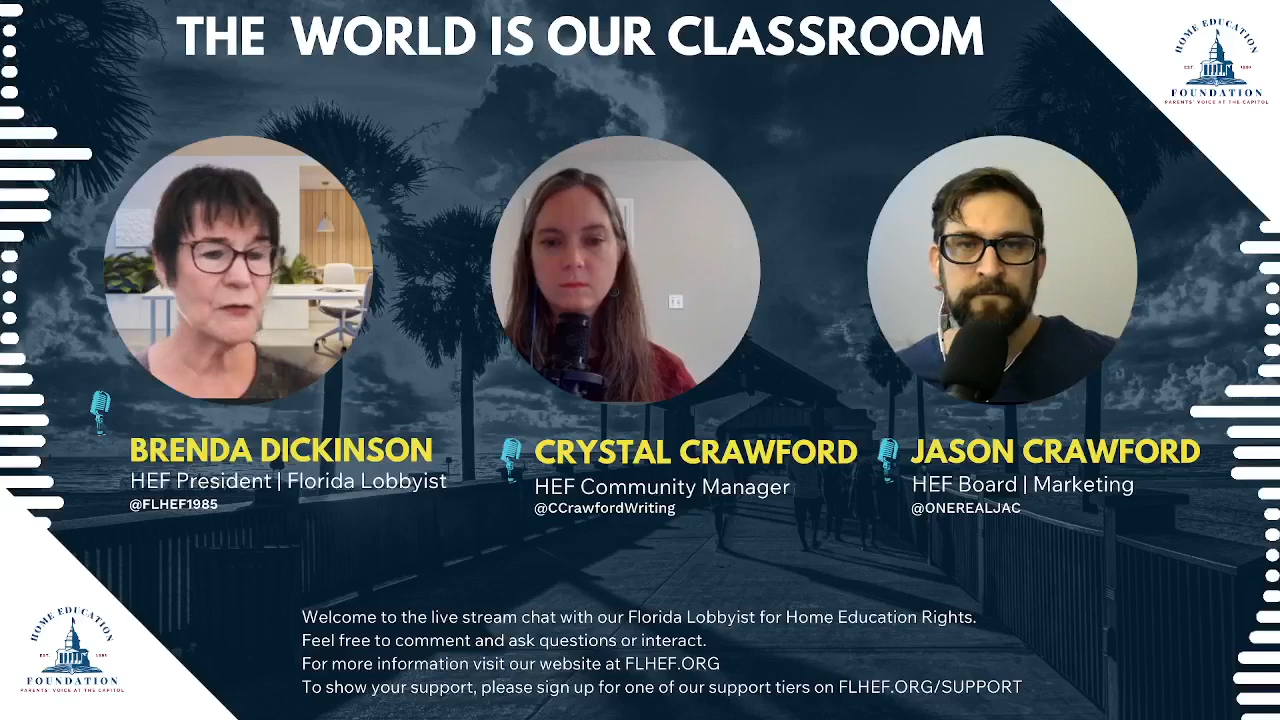 THE WORLD IS OUR CLASSROOM
HOME EDUCATION
EST. 1985
FOUNDATION
PARENTS' VOICE AT THE CAPITOL
BRENDA DICKINSON
HEF President | Florida Lobbyist
@FLHEF1985
CRYSTAL CRAWFORD
HEF Community Manager
@CCrawfordWriting
JASON CRAWFORD
HEF Board | Marketing
@ONEREALJAC
Welcome to the live stream chat with our Florida Lobbyist for Home Education Rights.
Feel free to comment and ask questions or interact.
For more information visit our website at FLHEF.ORG
To show your support, please sign up for one of our support tiers on FLHEF.ORG/SUPPORT
HOME EDUCATION
EST. 1985
FOUNDATION
PARENTS' VOICE AT THE CAPITOL